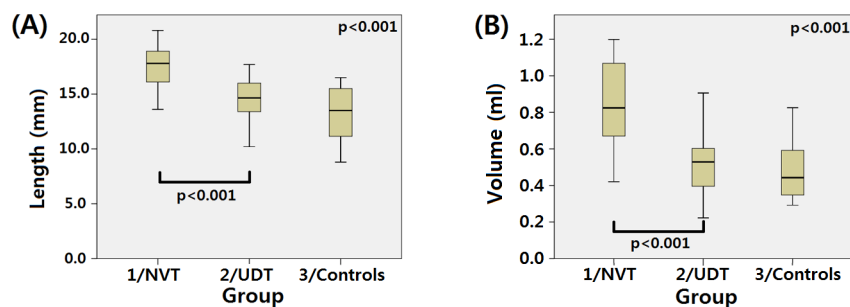 (A)
p<0.001
Length (mm)
20.0
15.0
10.0
5.0
0.0
p<0.001
1/NVT 2/UDT 3/Controls
Group
(B)
p<0.001
Volume (ml)
1.2
1.0
0.8
0.6
0.4
0.2
0.0
p<0.001
1/NVT 2/UDT 3/Controls
Group